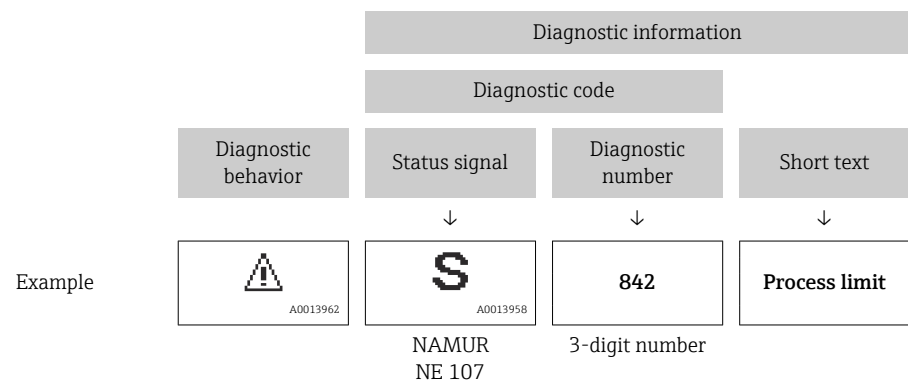 Diagnostic information
Diagnostic code
Diagnostic
behavior
Status signal
Diagnostic
number
Short text
↓ ↓ ↓
Example
A0013962
S
A0013958
842
Process limit
NAMUR
NE 107
3-digit number